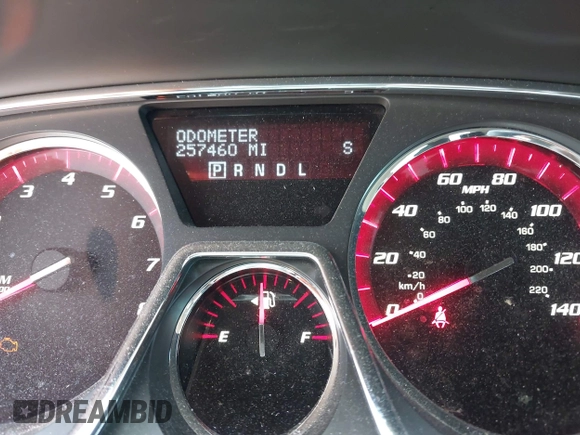 ODOMETER
257460 MI S
P R N D L
3 4 5 6 7
E F
0 20 40 60 80 100 120 140
MPH
0 20 40 60 80 100 120 140 160 180 200 220
km/h
DREAMBID